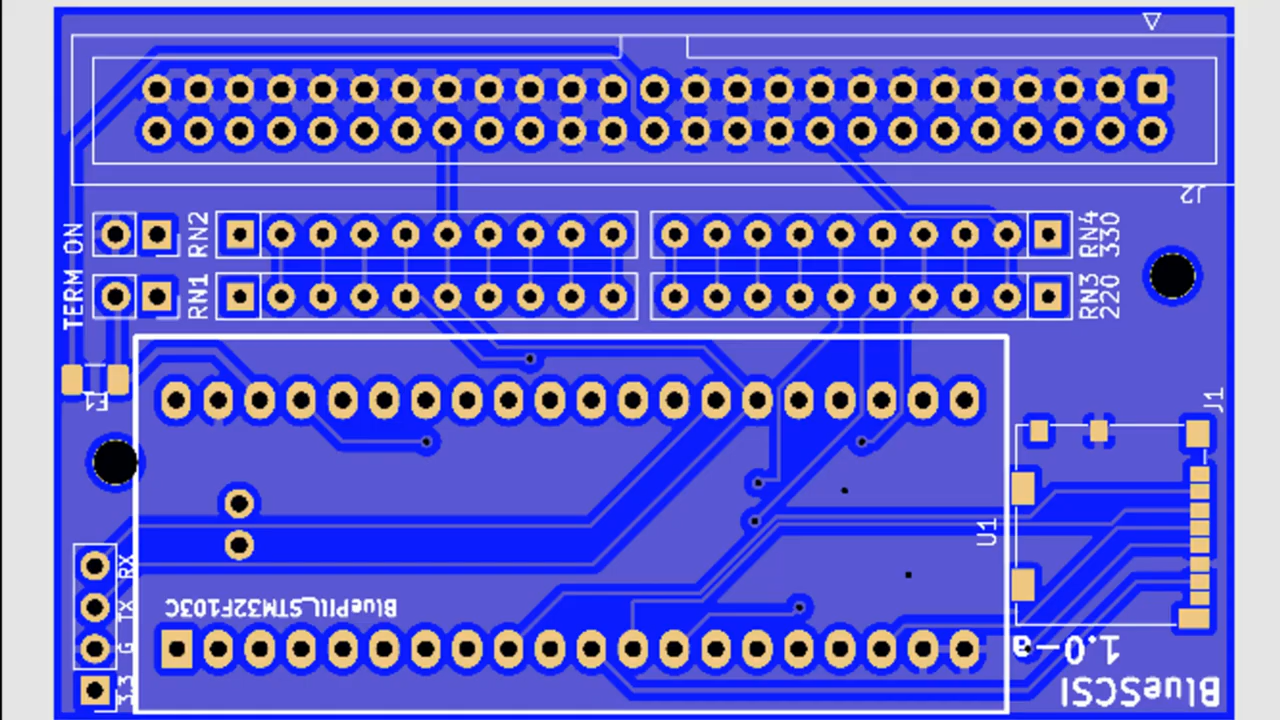 J2
TERM ON
RN2
RN4
330
RN1
RN3
220
F1
J1
U1
RX
TX
G
3.3
BluePill_STM32F103C
1.0-a
BlueSCSI